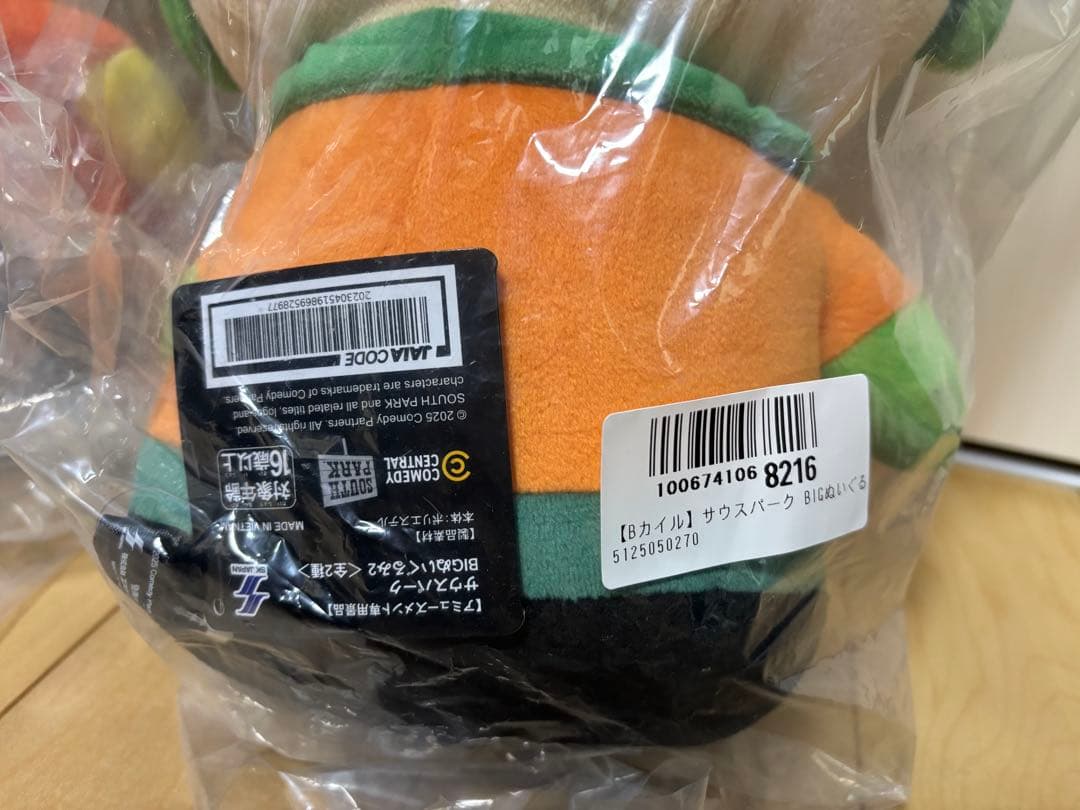 【アミューズメント専用景品】
サウスパーク
BIGぬいぐるみ2＜全2種＞
【製品素材】
本体：ポリエステル
SK JAPAN
MADE IN VIETNAM
COMEDY
CENTRAL
SOUTH
PARK
対象年齢
16歳以上
© 2025 Comedy Partners. All rights reserved.
SOUTH PARK and all related titles, logos and
characters are trademarks of Comedy Partners.
JAIA CODE
2023045198695289​77
100674106 8216
【Bカイル】サウスパーク BIGぬいぐる
5125050270